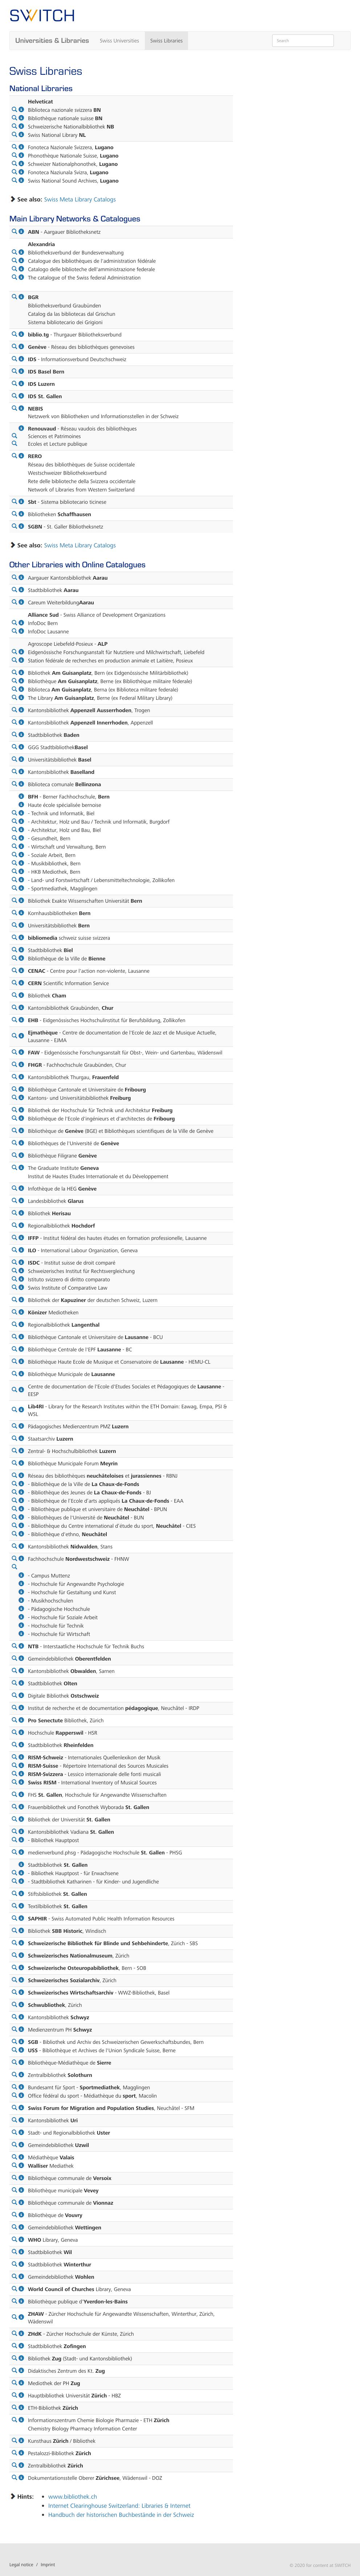 SWITCH
Universities & Libraries
Swiss Universities
Swiss Libraries
Search
Swiss Libraries
National Libraries
Helveticat
Biblioteca nazionale svizzera BN
Bibliothèque nationale suisse BN
Schweizerische Nationalbibliothek NB
Swiss National Library NL
Fonoteca Nazionale Svizzera, Lugano
Phonothèque Nationale Suisse, Lugano
Schweizer Nationalphonothek, Lugano
Fonoteca Naziunala Svizra, Lugano
Swiss National Sound Archives, Lugano
See also: Swiss Meta Library Catalogs
Main Library Networks & Catalogues
ABN - Aargauer Bibliotheksnetz
Alexandria
Bibliotheksverbund der Bundesverwaltung
Catalogue des bibliothèques de l'administration fédérale
Catalogo delle biblioteche dell'amministrazione federale
The catalogue of the Swiss federal Administration
BGR
Bibliotheksverbund Graubünden
Catalog da las bibliotecas dal Grischun
Sistema bibliotecario dei Grigioni
biblio.tg - Thurgauer Bibliotheksverbund
Genève - Réseau des bibliothèques genevoises
IDS - Informationsverbund Deutschschweiz
IDS Basel Bern
IDS Luzern
IDS St. Gallen
NEBIS
Netzwerk von Bibliotheken und Informationsstellen in der Schweiz
Renouvaud - Réseau vaudois des bibliothèques
Sciences et Patrimoines
Ecoles et Lecture publique
RERO
Réseau des bibliothèques de Suisse occidentale
Westschweizer Bibliotheksverbund
Rete delle biblioteche della Svizzera occidentale
Network of Libraries from Western Switzerland
Sbt - Sistema bibliotecario ticinese
Bibliotheken Schaffhausen
SGBN - St. Galler Bibliotheksnetz
See also: Swiss Meta Library Catalogs
Other Libraries with Online Catalogues
Aargauer Kantonsbibliothek Aarau
Stadtbibliothek Aarau
Careum WeiterbildungAarau
Alliance Sud - Swiss Alliance of Development Organizations
InfoDoc Bern
InfoDoc Lausanne
Agroscope Liebefeld-Posieux - ALP
Eidgenössische Forschungsanstalt für Nutztiere und Milchwirtschaft, Liebefeld
Station fédérale de recherches en production animale et Laitière, Posieux
Bibliothek Am Guisanplatz, Bern (ex Eidgenössische Militärbibliothek)
Bibliothèque Am Guisanplatz, Berne (ex Bibliothèque militaire fédérale)
Biblioteca Am Guisanplatz, Berna (ex Biblioteca militare federale)
The Library Am Guisanplatz, Berne (ex Federal Military Library)
Kantonsbibliothek Appenzell Ausserrhoden, Trogen
Kantonsbibliothek Appenzell Innerrhoden, Appenzell
Stadtbibliothek Baden
GGG StadtbibliothekBasel
Universitätsbibliothek Basel
Kantonsbibliothek Baselland
Biblioteca comunale Bellinzona
BFH - Berner Fachhochschule, Bern
Haute école spécialisée bernoise
- Technik und Informatik, Biel
- Architektur, Holz und Bau / Technik und Informatik, Burgdorf
- Architektur, Holz und Bau, Biel
- Gesundheit, Bern
- Wirtschaft und Verwaltung, Bern
- Soziale Arbeit, Bern
- Musikbibliothek, Bern
- HKB Mediothek, Bern
- Land- und Forstwirtschaft / Lebensmitteltechnologie, Zollikofen
- Sportmediathek, Magglingen
Bibliothek Exakte Wissenschaften Universität Bern
Kornhausbibliotheken Bern
Universitätsbibliothek Bern
bibliomedia schweiz suisse svizzera
Stadtbibliothek Biel
Bibliothèque de la Ville de Bienne
CENAC - Centre pour l'action non-violente, Lausanne
CERN Scientific Information Service
Bibliothek Cham
Kantonsbibliothek Graubünden, Chur
EHB - Eidgenössisches Hochschulinstitut für Berufsbildung, Zollikofen
Ejmathèque - Centre de documentation de l'Ecole de Jazz et de Musique Actuelle,
Lausanne - EJMA
FAW - Eidgenössische Forschungsanstalt für Obst-, Wein- und Gartenbau, Wädenswil
FHGR - Fachhochschule Graubünden, Chur
Kantonsbibliothek Thurgau, Frauenfeld
Bibliothèque Cantonale et Universitaire de Fribourg
Kantons- und Universitätsbibliothek Freiburg
Bibliothek der Hochschule für Technik und Architektur Freiburg
Bibliothèque de l'Ecole d'ingénieurs et d'architectes de Fribourg
Bibliothèque de Genève (BGE) et Bibliothèques scientifiques de la Ville de Genève
Bibliothèques de l'Université de Genève
Bibliothèque Filigrane Genève
The Graduate Institute Geneva
Institut de Hautes Etudes Internationale et du Développement
Infothèque de la HEG Genève
Landesbibliothek Glarus
Bibliothek Herisau
Regionalbibliothek Hochdorf
IFFP - Institut fédéral des hautes études en formation professionelle, Lausanne
ILO - International Labour Organization, Geneva
ISDC - Institut suisse de droit comparé
Schweizerisches Institut für Rechtsvergleichung
Istituto svizzero di diritto comparato
Swiss Institute of Comparative Law
Bibliothek der Kapuziner der deutschen Schweiz, Luzern
Könizer Mediotheken
Regionalbibliothek Langenthal
Bibliothèque Cantonale et Universitaire de Lausanne - BCU
Bibliothèque Centrale de l'EPF Lausanne - BC
Bibliothèque Haute Ecole de Musique et Conservatoire de Lausanne - HEMU-CL
Bibliothèque Municipale de Lausanne
Centre de documentation de l'Ecole d'Etudes Sociales et Pédagogiques de Lausanne -
EESP
Lib4RI - Library for the Research Institutes within the ETH Domain: Eawag, Empa, PSI &
WSL
Pädagogisches Medienzentrum PMZ Luzern
Staatsarchiv Luzern
Zentral- & Hochschulbibliothek Luzern
Bibliothèque Municipale Forum Meyrin
Réseau des bibliothèques neuchâteloises et jurassiennes - RBNJ
- Bibliothèque de la Ville de La Chaux-de-Fonds
- Bibliothèque des Jeunes de La Chaux-de-Fonds - BJ
- Bibliothèque de l'Ecole d'arts appliqués La Chaux-de-Fonds - EAA
- Bibliothèque publique et universitaire de Neuchâtel - BPUN
- Bibliothèques de l'Université de Neuchâtel - BUN
- Bibliothèque du Centre international d'étude du sport, Neuchâtel - CIES
- Bibliothèque d'ethno, Neuchâtel
Kantonsbibliothek Nidwalden, Stans
Fachhochschule Nordwestschweiz - FHNW
- Campus Muttenz
- Hochschule für Angewandte Psychologie
- Hochschule für Gestaltung und Kunst
- Musikhochschulen
- Pädagogische Hochschule
- Hochschule für Soziale Arbeit
- Hochschule für Technik
- Hochschule für Wirtschaft
NTB - Interstaatliche Hochschule für Technik Buchs
Gemeindebibliothek Oberentfelden
Kantonsbibliothek Obwalden, Sarnen
Stadtbibliothek Olten
Digitale Bibliothek Ostschweiz
Institut de recherche et de documentation pédagogique, Neuchâtel - IRDP
Pro Senectute Bibliothek, Zürich
Hochschule Rapperswil - HSR
Stadtbibliothek Rheinfelden
RISM-Schweiz - Internationales Quellenlexikon der Musik
RISM-Suisse - Répertoire International des Sources Musicales
RISM-Svizzera - Lessico internazionale delle fonti musicali
Swiss RISM - International Inventory of Musical Sources
FHS St. Gallen, Hochschule für Angewandte Wissenschaften
Frauenbibliothek und Fonothek Wyborada St. Gallen
Bibliothek der Universität St. Gallen
Kantonsbibliothek Vadiana St. Gallen
- Bibliothek Hauptpost
medienverbund.phsg - Pädagogische Hochschule St. Gallen - PHSG
Stadtbibliothek St. Gallen
- Bibliothek Hauptpost - für Erwachsene
- Stadtbibliothek Katharinen - für Kinder- und Jugendliche
Stiftsbibliothek St. Gallen
Textilbibliothek St. Gallen
SAPHIR - Swiss Automated Public Health Information Resources
Bibliothek SBB Historic, Windisch
Schweizerische Bibliothek für Blinde und Sehbehinderte, Zürich - SBS
Schweizerisches Nationalmuseum, Zürich
Schweizerische Osteuropabibliothek, Bern - SOB
Schweizerisches Sozialarchiv, Zürich
Schweizerisches Wirtschaftsarchiv - WWZ-Bibliothek, Basel
Schwubliothek, Zürich
Kantonsbibliothek Schwyz
Medienzentrum PH Schwyz
SGB - Bibliothek und Archiv des Schweizerischen Gewerkschaftsbundes, Bern
USS - Bibliothèque et Archives de l'Union Syndicale Suisse, Berne
Bibliothèque-Médiathèque de Sierre
Zentralbibliothek Solothurn
Bundesamt für Sport - Sportmediathek, Magglingen
Office fédéral du sport - Médiathèque du sport, Macolin
Swiss Forum for Migration and Population Studies, Neuchâtel - SFM
Kantonsbibliothek Uri
Stadt- und Regionalbibliothek Uster
Gemeindebibliothek Uzwil
Médiathèque Valais
Walliser Mediathek
Bibliothèque communale de Versoix
Bibliothèque municipale Vevey
Bibliothèque communale de Vionnaz
Bibliothèque de Vouvry
Gemeindebibliothek Wettingen
WHO Library, Geneva
Stadtbibliothek Wil
Stadtbibliothek Winterthur
Gemeindebibliothek Wohlen
World Council of Churches Library, Geneva
Bibliothèque publique d'Yverdon-les-Bains
ZHAW - Zürcher Hochschule für Angewandte Wissenschaften, Winterthur, Zürich,
Wädenswil
ZHdK - Zürcher Hochschule der Künste, Zürich
Stadtbibliothek Zofingen
Bibliothek Zug (Stadt- und Kantonsbibliothek)
Didaktisches Zentrum des Kt. Zug
Mediothek der PH Zug
Hauptbibliothek Universität Zürich - HBZ
ETH-Bibliothek Zürich
Informationszentrum Chemie Biologie Pharmazie - ETH Zürich
Chemistry Biology Pharmacy Information Center
Kunsthaus Zürich / Bibliothek
Pestalozzi-Bibliothek Zürich
Zentralbibliothek Zürich
Dokumentationsstelle Oberer Zürichsee, Wädenswil - DOZ
Hints:
www.bibliothek.ch
Internet Clearinghouse Switzerland: Libraries & Internet
Handbuch der historischen Buchbestände in der Schweiz
Legal notice / Imprint
© 2020 for content at SWITCH